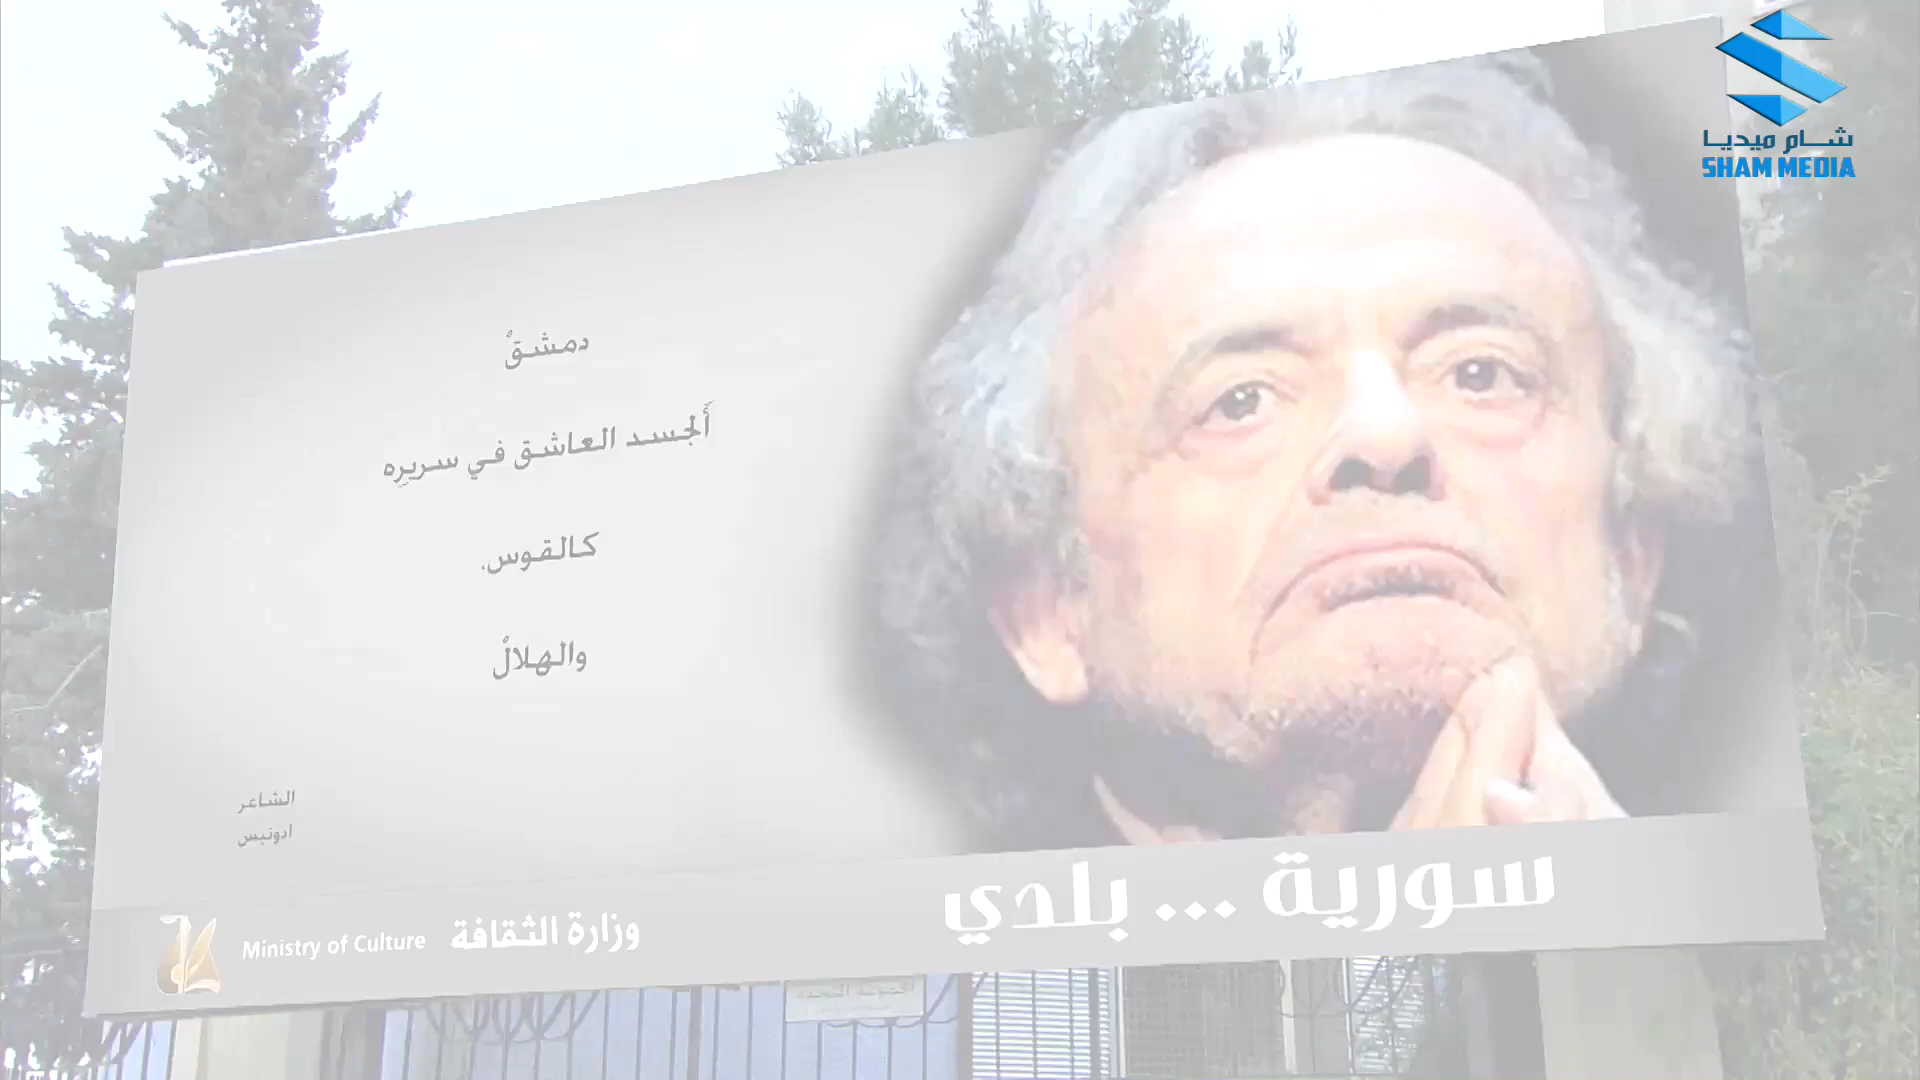 شام ميديا
SHAM MEDIA
دمشقْ
أَلجسد العاشق في سريرِه
كالقوس.
والهلالْ
الشاعر
ادونيس
سورية ... بلدي
وزارة الثقافة
Ministry of Culture